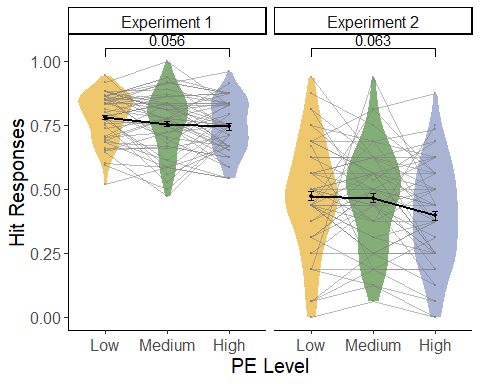 Experiment 1
Experiment 2
0.056
0.063
Hit Responses
1.00
0.75
0.50
0.25
0.00
Low Medium High
Low Medium High
PE Level